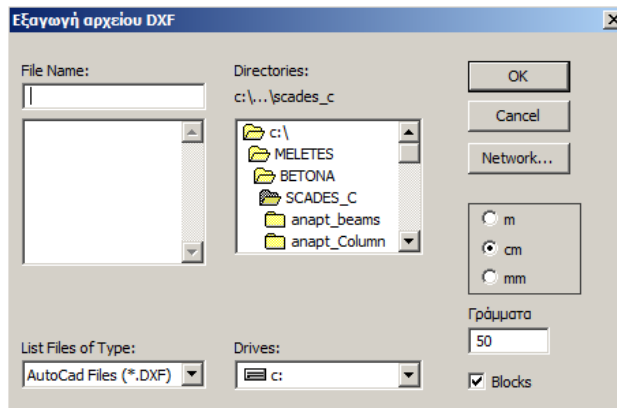 Εξαγωγή αρχείου DXF
File Name:
Directories:
c:\...\scades_c
c:\
MELETES
BETONA
SCADES_C
anapt_beams
anapt_Column
List Files of Type:
AutoCad Files (*.DXF)
Drives:
c:
OK
Cancel
Network...
m
cm
mm
Γράμματα
50
Blocks